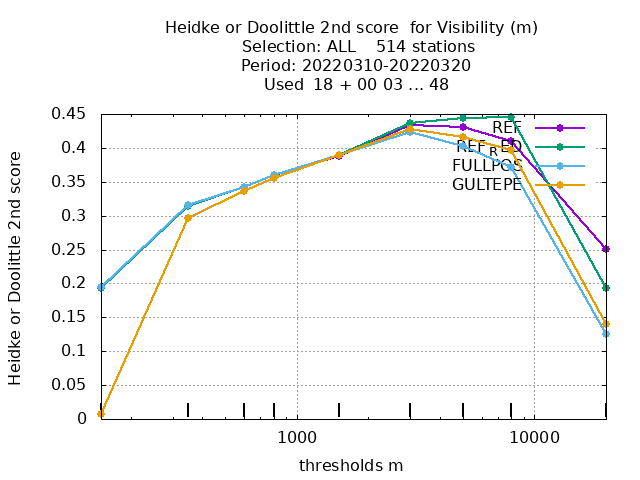 Heidke or Doolittle 2nd score  for Visibility (m)
Selection: ALL    514 stations
Period: 20220310-20220320
Used  18 + 00 03 ... 48
Heidke or Doolittle 2nd score
0.45
0.4
0.35
0.3
0.25
0.2
0.15
0.1
0.05
0
REF
REF_RED
FULLPOS
GULTEPE
1000
10000
thresholds m